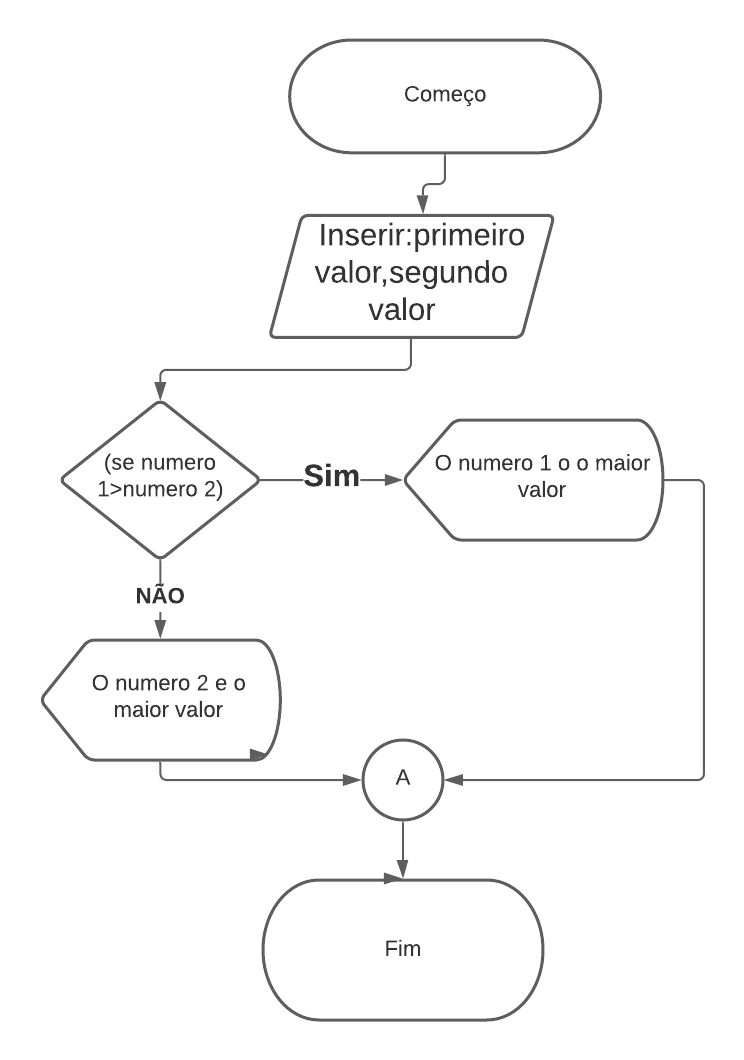 Começo
Inserir:primeiro
valor,segundo
valor
(se numero
1>numero 2)
Sim
O numero 1 o o maior
valor
NÃO
O numero 2 e o
maior valor
A
Fim